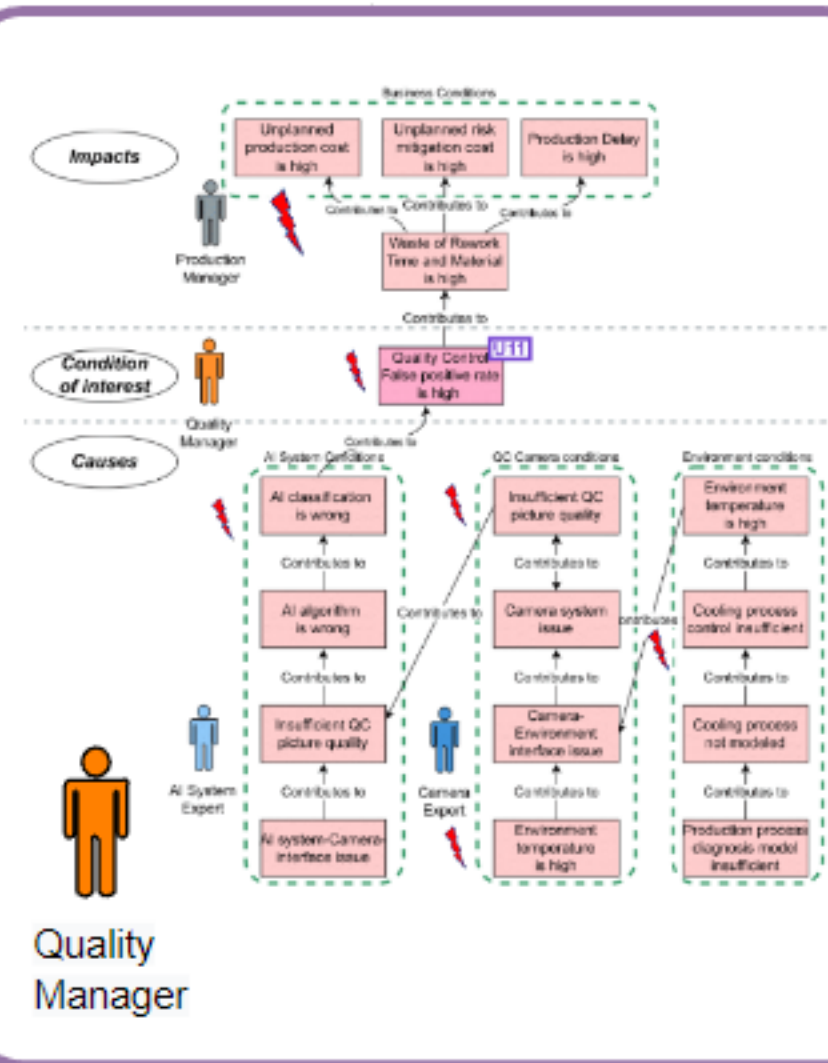 Business Conditions
Impacts
Unplanned
production cost
is high
Unplanned risk
mitigation cost
is high
Production Delay
is high
Contributes to
Contributes to
Contributes to
Production
Manager
Waste of Rework
Time and Material
is high
Contributes to
Condition
of interest
Quality Control
False positive rate
is high
U11
Quality
Manager
Contributes to
Causes
AI System Conditions
QC Camera conditions
Environment conditions
AI classification
is wrong
Insufficient QC
picture quality
Environment
temperature
is high
Contributes to
Contributes to
Contributes to
AI algorithm
is wrong
Contributes to
Camera system
issue
ontributes
Cooling process
control insufficient
Contributes to
Contributes to
Contributes to
Insufficient QC
picture quality
Camera-
Environment
interface issue
Cooling process
not modeled
AI System
Expert
Contributes to
Camera
Expert
Contributes to
Contributes to
AI system-Camera-
interface issue
Environment
temperature
is high
Production process
diagnosis model
insufficient
Quality
Manager